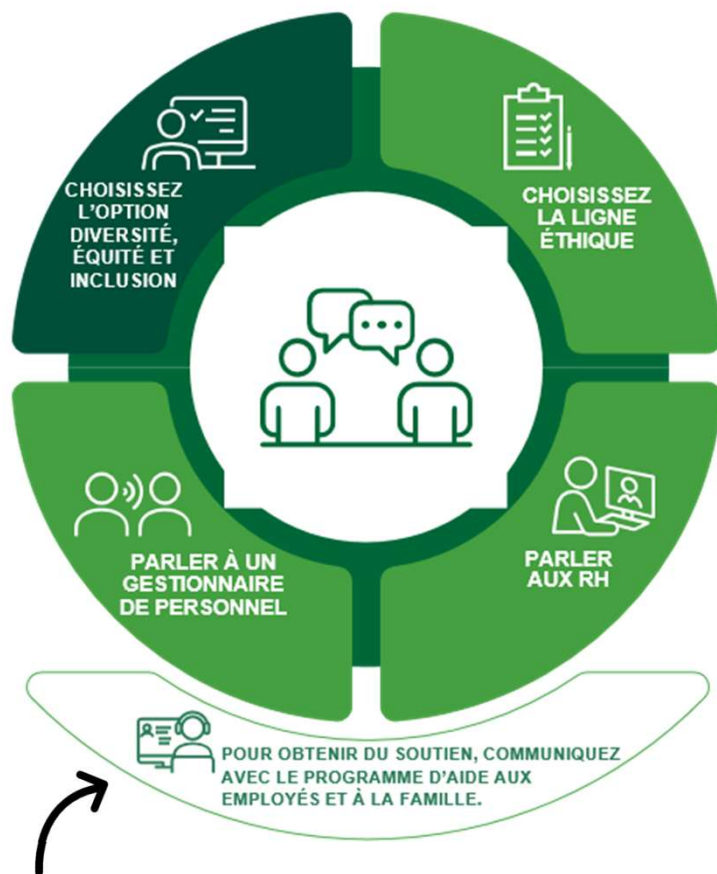 CHOISISSEZ
L'OPTION
DIVERSITÉ,
ÉQUITÉ ET
INCLUSION
CHOISISSEZ
LA LIGNE
ÉTHIQUE
PARLER À UN
GESTIONNAIRE
DE PERSONNEL
PARLER
AUX RH
POUR OBTENIR DU SOUTIEN, COMMUNIQUEZ
AVEC LE PROGRAMME D'AIDE AUX
EMPLOYÉS ET À LA FAMILLE.